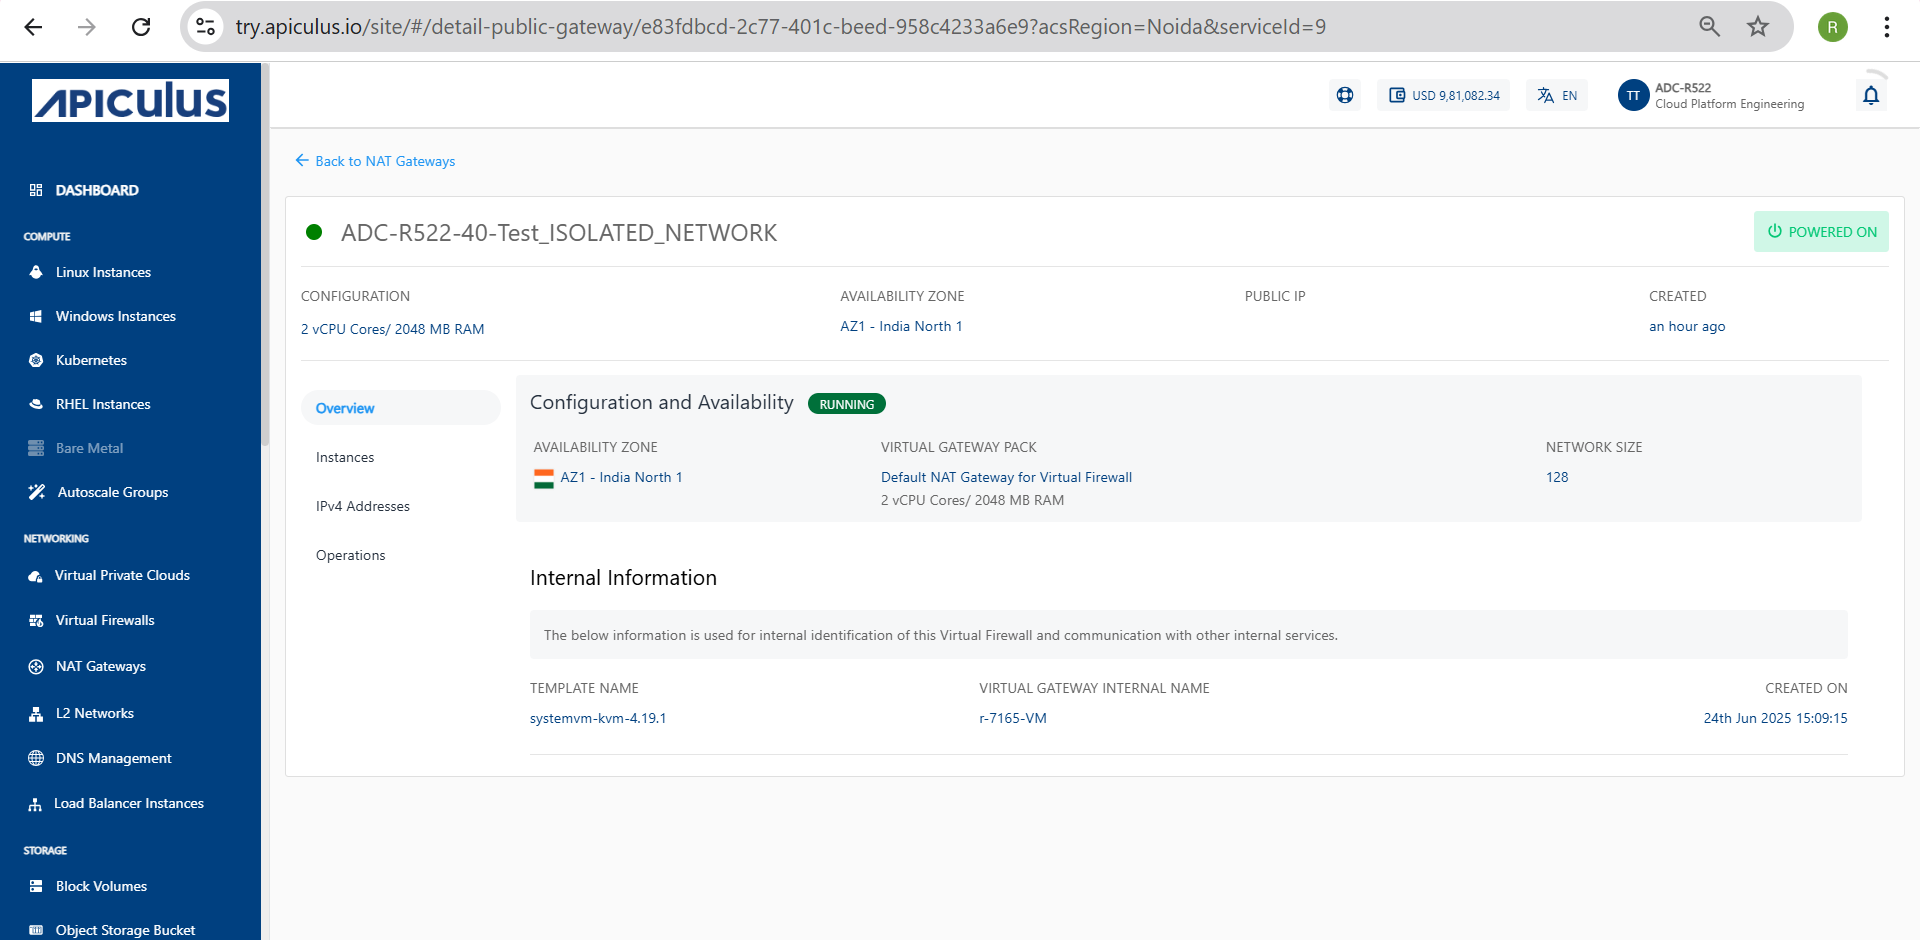 try.apiculus.io/site/#/detail-public-gateway/e83fdbcd-2c77-401c-beed-958c4233a6e9?acsRegion=Noida&serviceId=9
R
APICULUS
USD 9,81,082.34
EN
TT
ADC-R522
Cloud Platform Engineering
DASHBOARD
COMPUTE
Linux Instances
Windows Instances
Kubernetes
RHEL Instances
Bare Metal
Autoscale Groups
NETWORKING
Virtual Private Clouds
Virtual Firewalls
NAT Gateways
L2 Networks
DNS Management
Load Balancer Instances
STORAGE
Block Volumes
Object Storage Bucket
Back to NAT Gateways
ADC-R522-40-Test_ISOLATED_NETWORK
POWERED ON
CONFIGURATION
2 vCPU Cores/ 2048 MB RAM
AVAILABILITY ZONE
AZ1 - India North 1
PUBLIC IP
CREATED
an hour ago
Overview
Instances
IPv4 Addresses
Operations
Configuration and Availability
RUNNING
AVAILABILITY ZONE
AZ1 - India North 1
VIRTUAL GATEWAY PACK
Default NAT Gateway for Virtual Firewall
2 vCPU Cores/ 2048 MB RAM
NETWORK SIZE
128
Internal Information
The below information is used for internal identification of this Virtual Firewall and communication with other internal services.
TEMPLATE NAME
systemvm-kvm-4.19.1
VIRTUAL GATEWAY INTERNAL NAME
r-7165-VM
CREATED ON
24th Jun 2025 15:09:15